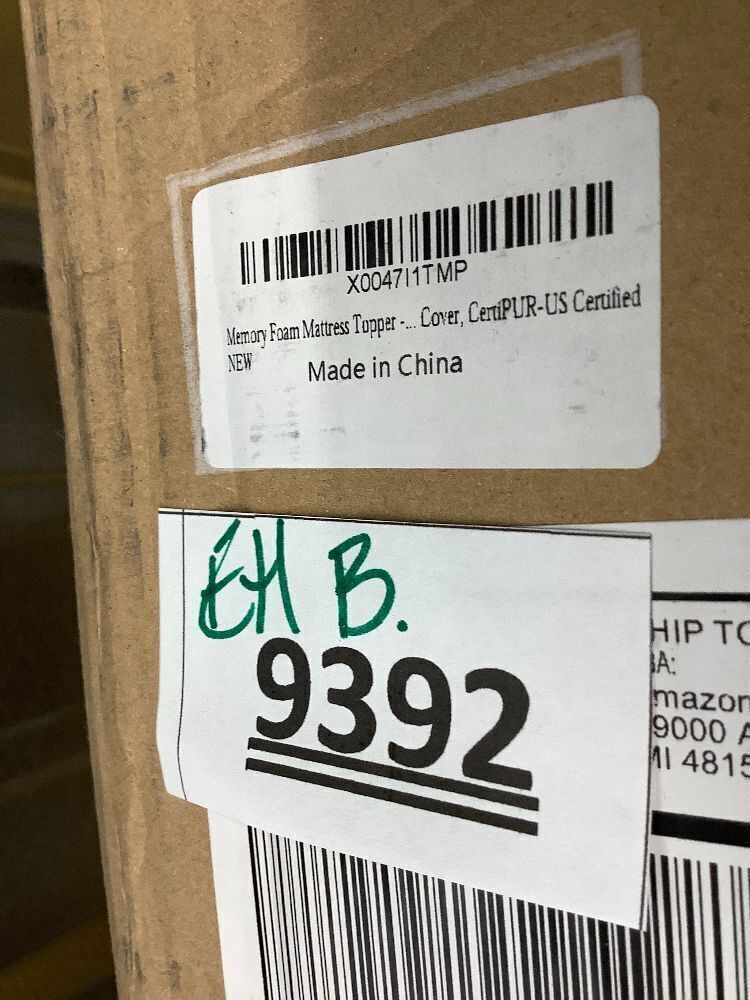 X0047I1TMP
Memory Foam Mattress Topper -... Cover, CertiPUR-US Certified
NEW
Made in China
EH B.
9392
HIP TO
BA:
mazon
9000 A
MI 4815